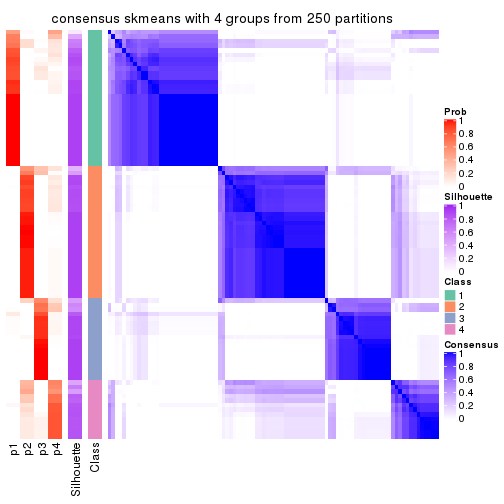 consensus skmeans with 4 groups from 250 partitions
Prob
1
0.8
0.6
0.4
0.2
0
Silhouette
1
0.8
0.6
0.4
0.2
0
Class
1
2
3
4
Consensus
1
0.8
0.6
0.4
0.2
0
p1
p2
p3
p4
Silhouette
Class